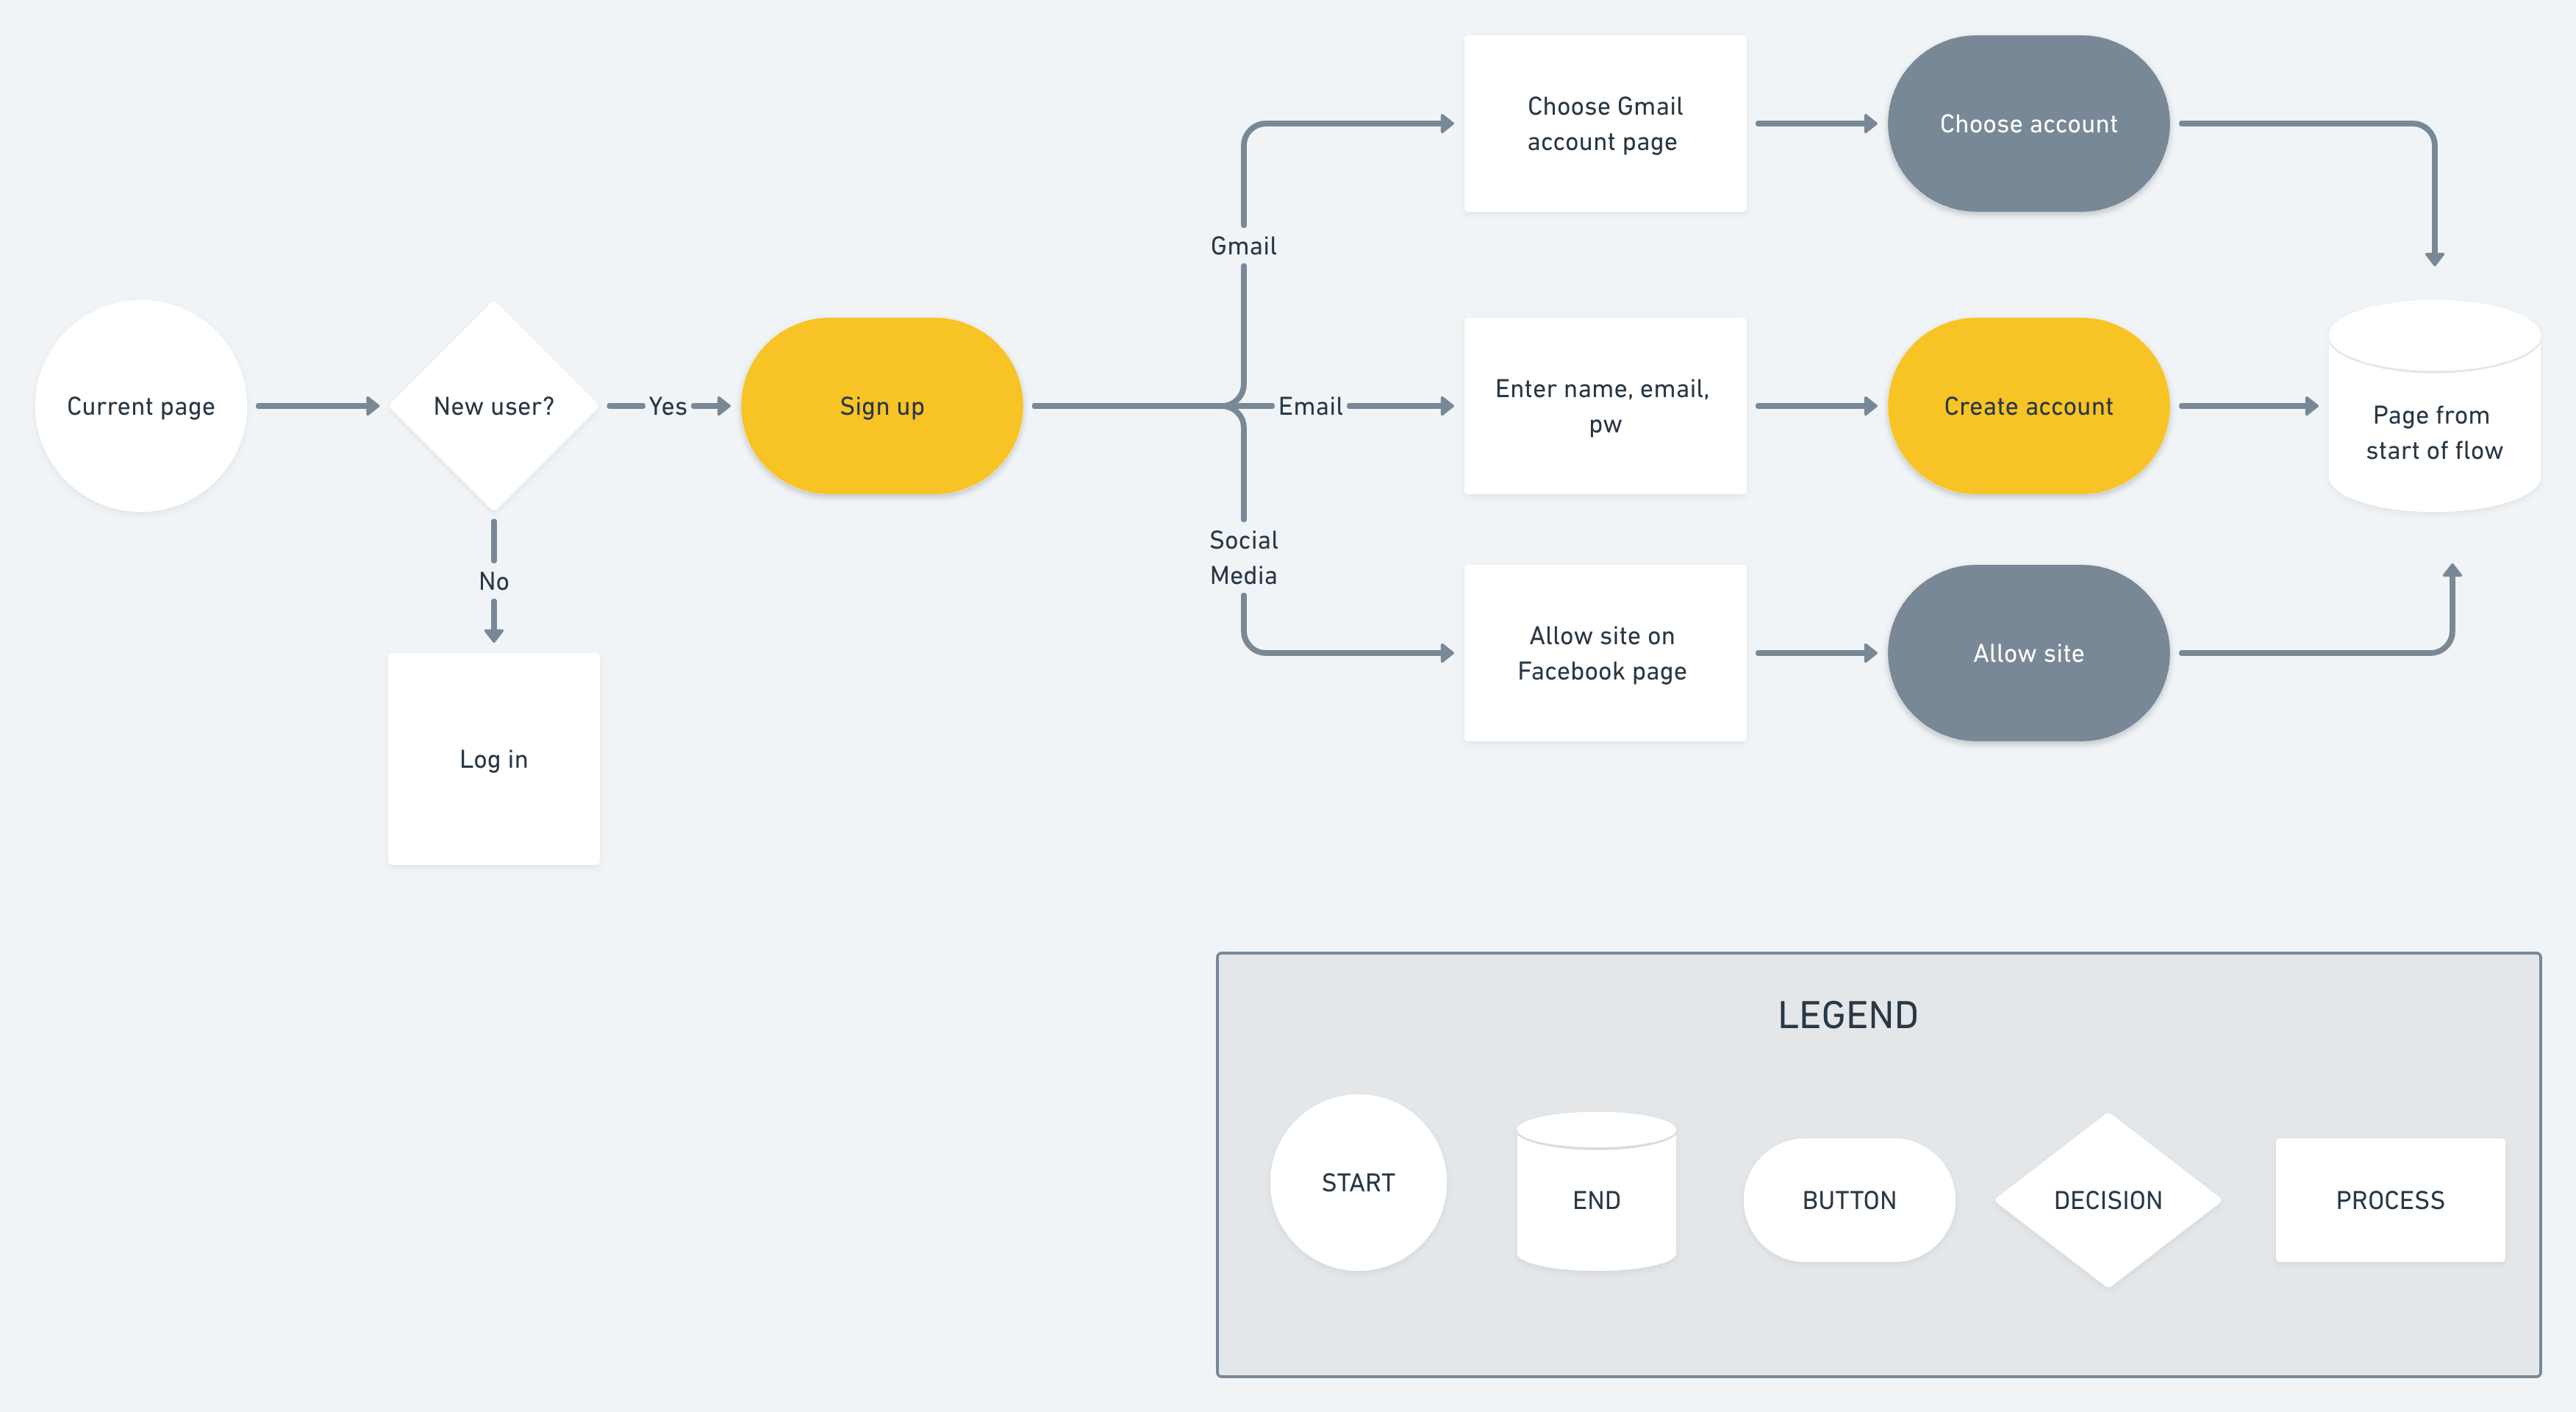 Current page
New user?
Yes
No
Log in
Sign up
Gmail
Email
Social
Media
Choose Gmail
account page
Choose account
Enter name, email,
pw
Create account
Allow site on
Facebook page
Allow site
Page from
start of flow
LEGEND
START
END
BUTTON
DECISION
PROCESS